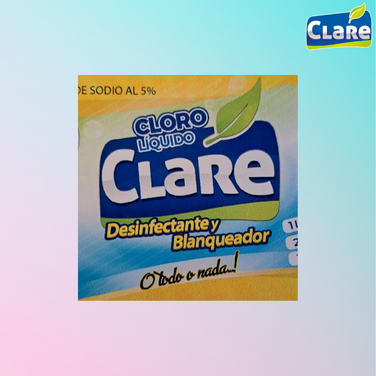 CLaRe
DE SODIO AL 5%
CLORO
LÍQUIDO
CLaRe
Desinfectante y
Blanqueador
O todo o nada...!